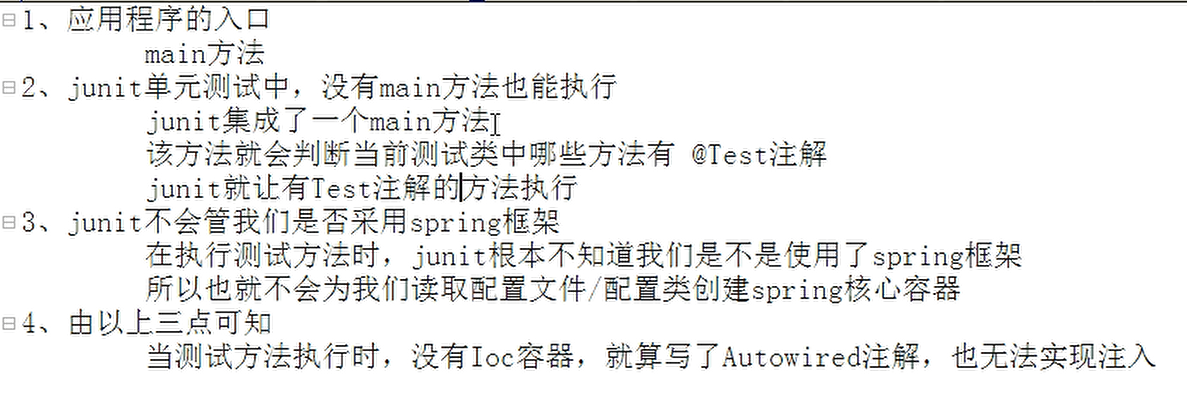 1、应用程序的入口
main方法
2、junit单元测试中，没有main方法也能执行
junit集成了一个main方法
该方法就会判断当前测试类中哪些方法有 @Test注解
junit就让有Test注解的方法执行
3、junit不会管我们是否采用spring框架
在执行测试方法时，junit根本不知道我们是不是使用了spring框架
所以也就不会为我们读取配置文件/配置类创建spring核心容器
4、由以上三点可知
当测试方法执行时，没有Ioc容器，就算写了Autowired注解，也无法实现注入